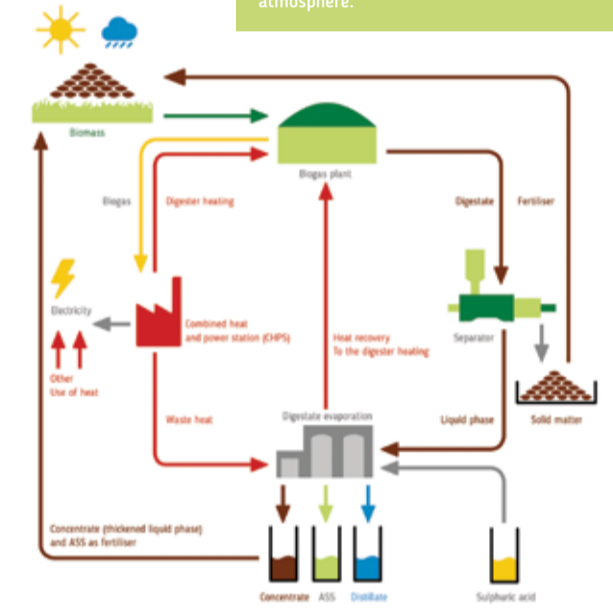 atmosphere.
Biomass
Biogas plant
Biogas
Digester heating
Digestate
Fertiliser
Electricity
Combined heat
and power station (CHPS)
Heat recovery
To the digester heating
Separator
Other
Use of heat
Waste heat
Digestate evaporation
Liquid phase
Solid matter
Concentrate (thickened liquid phase)
and ASS as fertiliser
Concentrate
ASS
Distillate
Sulphuric acid